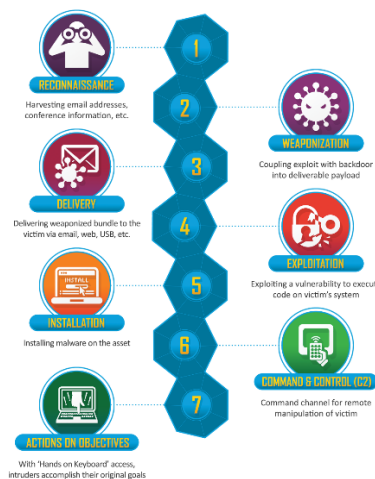 1
RECONNAISSANCE
Harvesting email addresses,
conference information, etc.
2
WEAPONIZATION
Coupling exploit with backdoor
into deliverable payload
3
DELIVERY
Delivering weaponized bundle to the
victim via email, web, USB, etc.
4
EXPLOITATION
Exploiting a vulnerability to execut
code on victim's system
5
INSTALL
INSTALLATION
Installing malware on the asset
6
COMMAND & CONTROL (C2)
Command channel for remote
manipulation of victim
7
ACTIONS ON OBJECTIVES
With 'Hands on Keyboard' access,
intruders accomplish their original goals